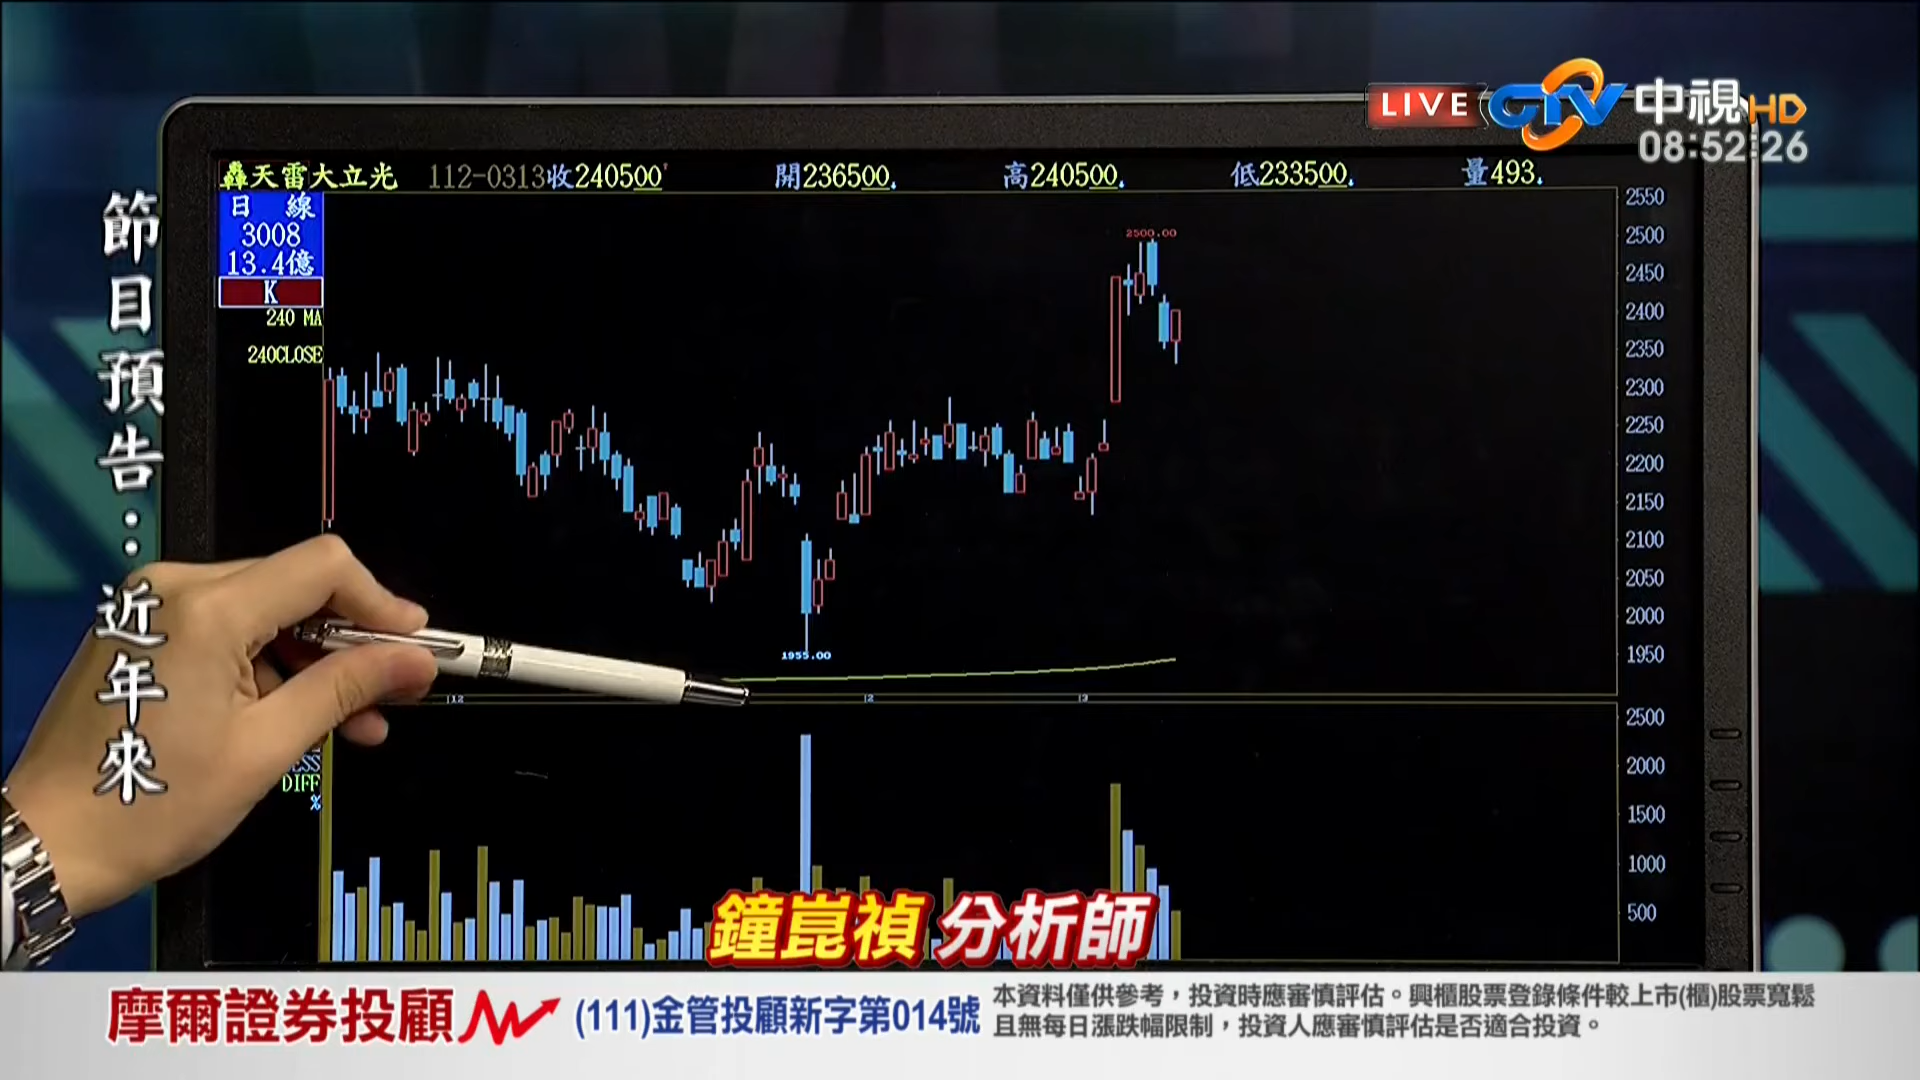 LIVE CTV 中視HD
08:52:26
節目預告:近年來
轟天雷大立光 112-0313收240500 開236500 高240500 低233500 量493
日 線
3008
13.4億
K
240 MA
240CLOSE
2500.00
1955.00
2550
2500
2450
2400
2350
2300
2250
2200
2150
2100
2050
2000
1950
12
2
3
DIFF
%
2500
2000
1500
1000
500
鐘崑禎 分析師
摩爾證券投顧
(111)金管投顧新字第014號
本資料僅供參考,投資時應審慎評估。興櫃股票登錄條件較上市(櫃)股票寬鬆
且無每日漲跌幅限制,投資人應審慎評估是否適合投資。